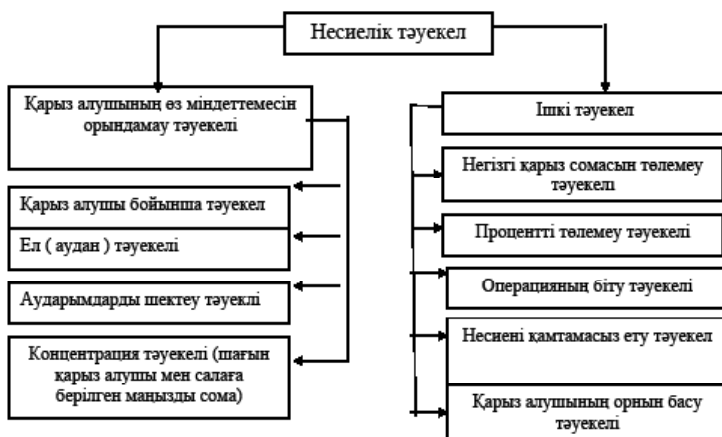 Несиелік тәуекел
Қарыз алушының өз міндеттемесін
орындамау тәуекелі
Қарыз алушы бойынша тәуекел
Ел ( аудан ) тәуекелі
Аударымдарды шектеу тәуеклі
Концентрация тәуекелі (шағын
қарыз алушы мен салаға
берілген маңызды сома)
Ішкі тәуекел
Негізгі қарыз сомасын төлемеу
тәуекелі
Процентті төлемеу тәуекелі
Операцияның біту тәуекелі
Несиені қамтамасыз ету тәуекел
Қарыз алушының орнын басу
тәуекелі